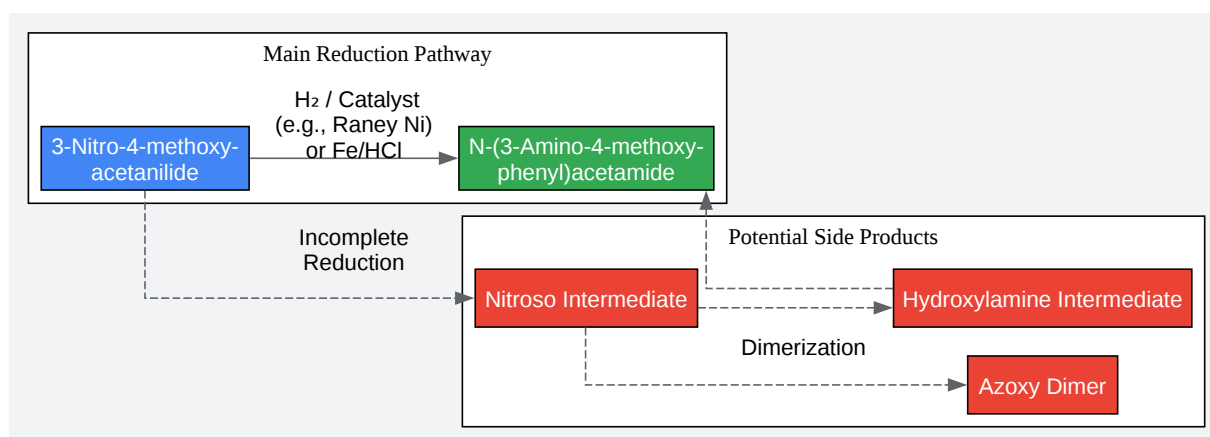 Main Reduction Pathway
H₂ / Catalyst
(e.g., Raney Ni)
or Fe/HCl
3-Nitro-4-methoxy-
acetanilide
N-(3-Amino-4-methoxy-
phenyl)acetamide
Incomplete
Reduction
Potential Side Products
Nitroso Intermediate
Hydroxylamine Intermediate
Dimerization
Azoxy Dimer